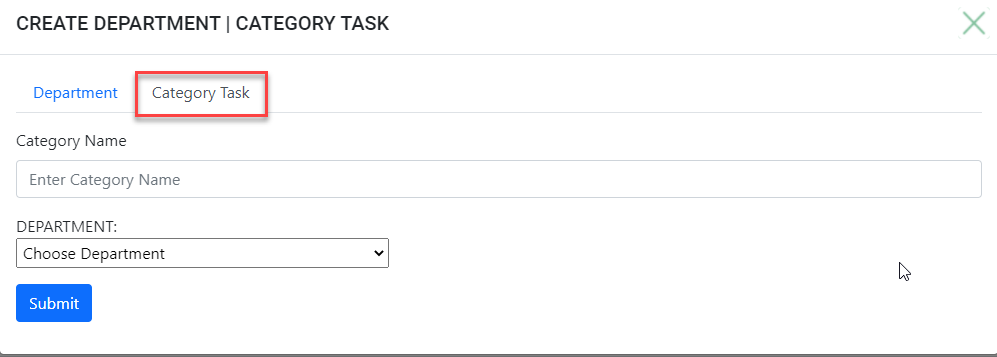 CREATE DEPARTMENT | CATEGORY TASK
Department Category Task
Category Name
Enter Category Name
DEPARTMENT:
Choose Department
Submit